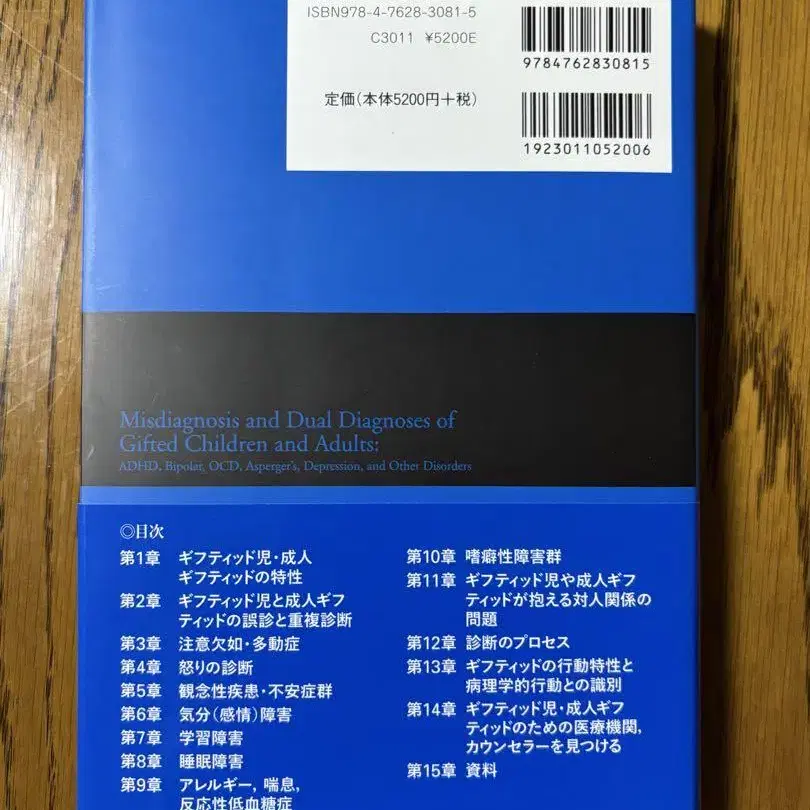 ISBN978-4-7628-3081-5
C3011 ¥5200E
定価(本体5200円+税)
9784762830815
1923011052006
Misdiagnosis and Dual Diagnoses of
Gifted Children and Adults:
ADHD, Bipolar, OCD, Asperger's, Depression, and Other Disorders
◎目次
第1章 ギフティッド児・成人
ギフティッドの特性
第2章 ギフティッド児と成人ギフ
ティッドの誤診と重複診断
第3章 注意欠如・多動症
第4章 怒りの診断
第5章 観念性疾患・不安症群
第6章 気分(感情)障害
第7章 学習障害
第8章 睡眠障害
第9章 アレルギー,喘息,
反応性低血糖症
第10章 嗜癖性障害群
第11章 ギフティッド児や成人ギフ
ティッドが抱える対人関係の
問題
第12章 診断のプロセス
第13章 ギフティッドの行動特性と
病理学的行動との識別
第14章 ギフティッド児・成人ギフ
ティッドのための医療機関,
カウンセラーを見つける
第15章 資料